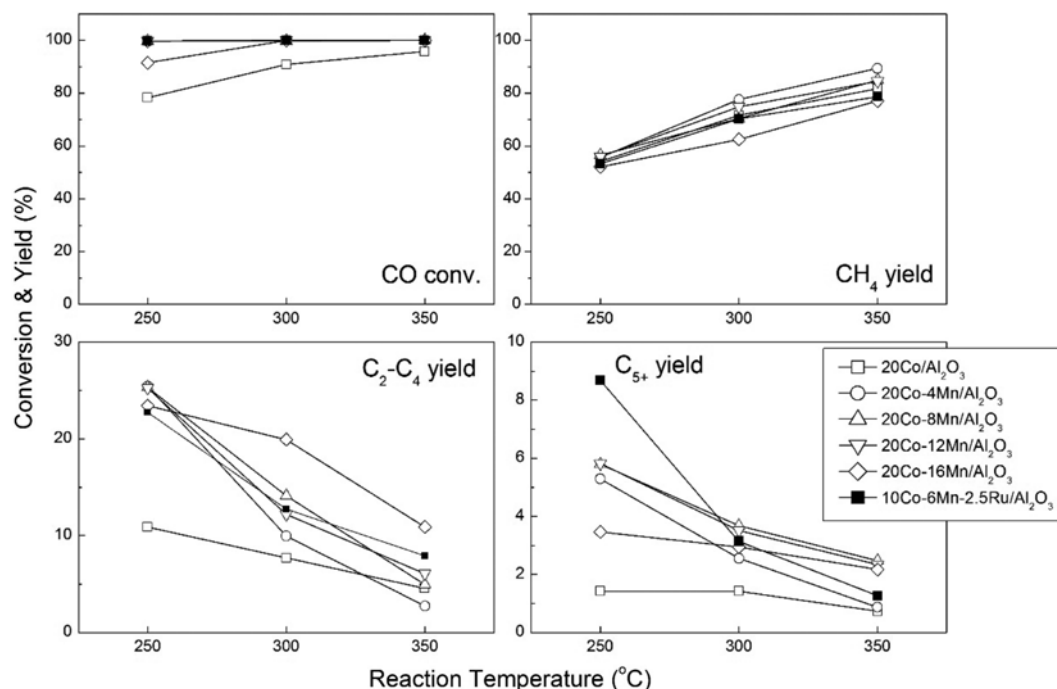 Conversion & Yield (%)
100
80
60
40
20
0
250
300
350
CO conv.
100
80
60
40
20
0
250
300
350
CH₄ yield
30
20
10
0
250
300
350
C₂-C₄ yield
10
8
6
4
2
0
250
300
350
C₅₊ yield
20Co/Al₂O₃
20Co-4Mn/Al₂O₃
20Co-8Mn/Al₂O₃
20Co-12Mn/Al₂O₃
20Co-16Mn/Al₂O₃
10Co-6Mn-2.5Ru/Al₂O₃
Reaction Temperature (°C)